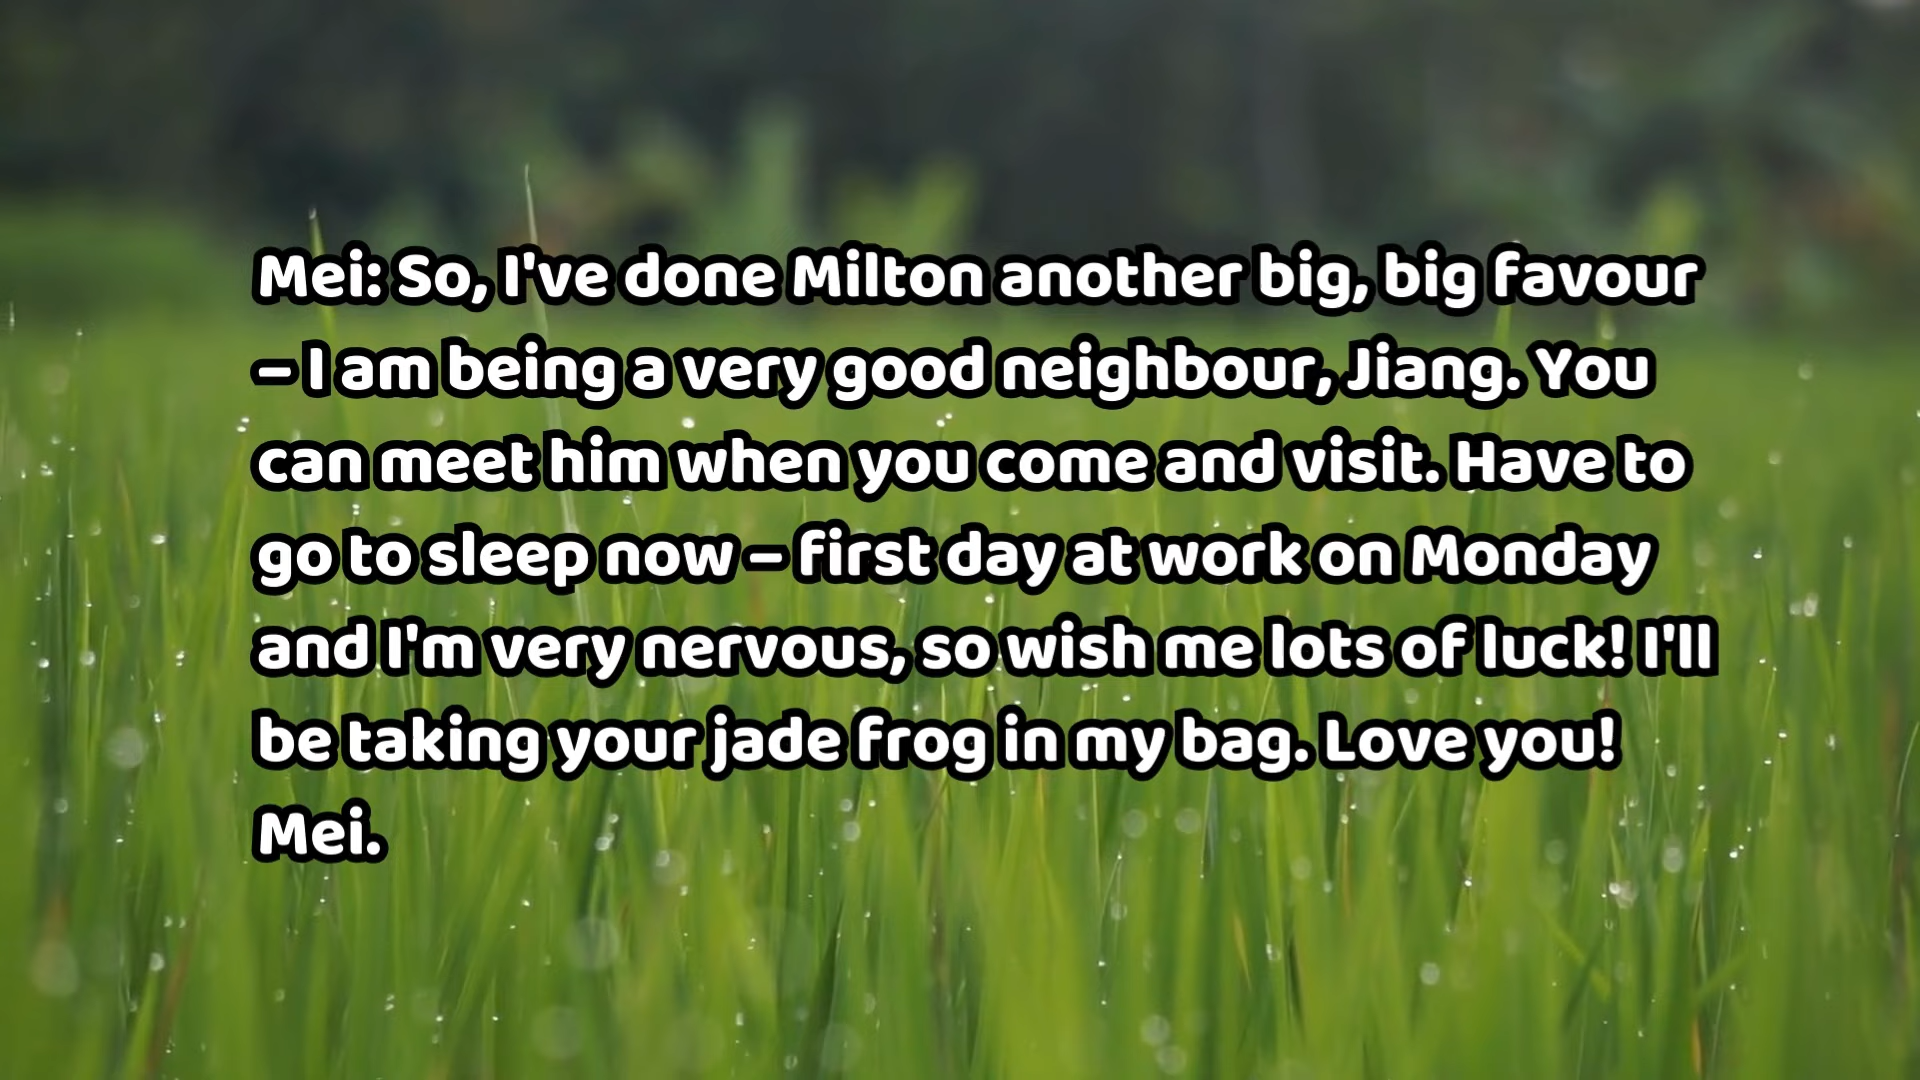 Mei: So, I've done Milton another big, big favour
– I am being a very good neighbour, Jiang. You
can meet him when you come and visit. Have to
go to sleep now – first day at work on Monday
and I'm very nervous, so wish me lots of luck! I'll
be taking your jade frog in my bag. Love you!
Mei.